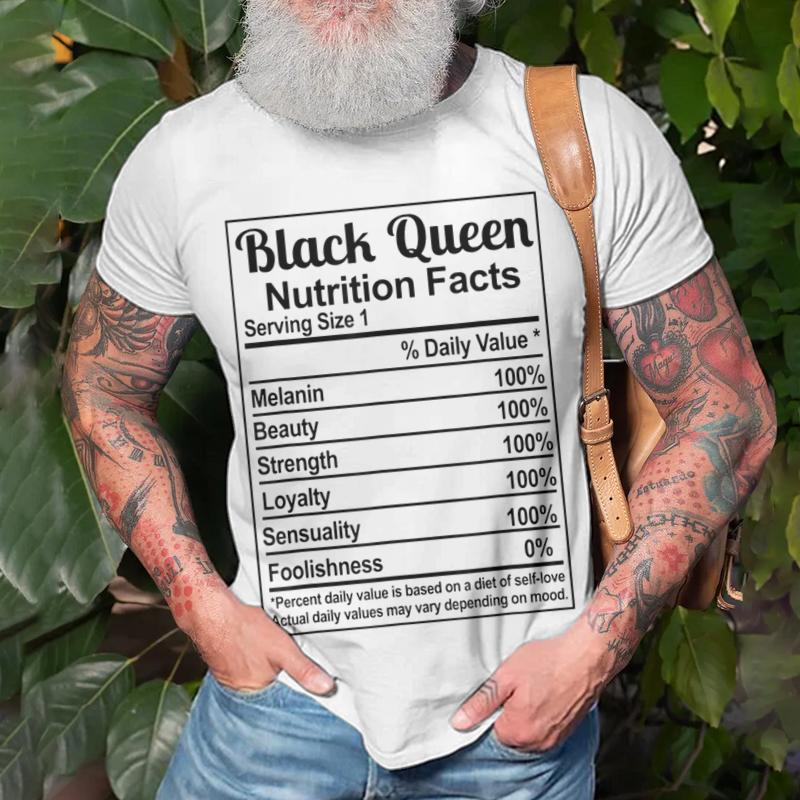 Black Queen
Nutrition Facts
Serving Size 1
% Daily Value *
Melanin 100%
Beauty 100%
Strength 100%
Loyalty 100%
Sensuality 100%
Foolishness 0%
*Percent daily value is based on a diet of self-love
Actual daily values may vary depending on mood.
Estuardo